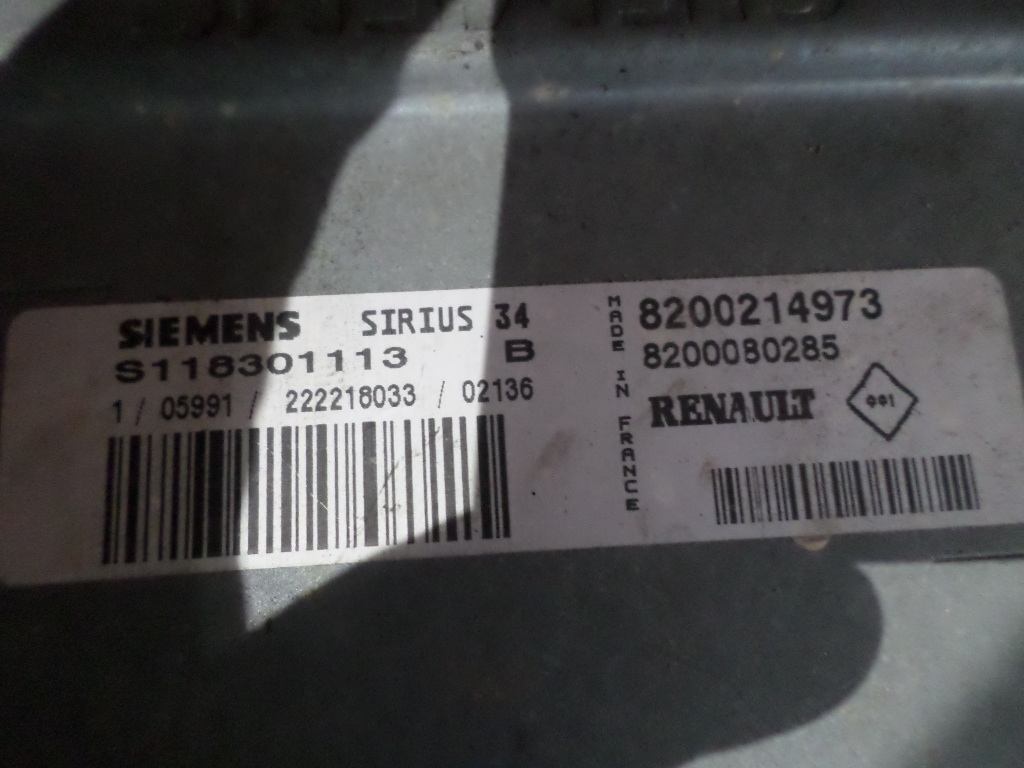 SIEMENS SIRIUS 34
S118301113 B
1 / 05991 / 222218033 / 02136
MADE IN FRANCE
8200214973
8200080285
RENAULT